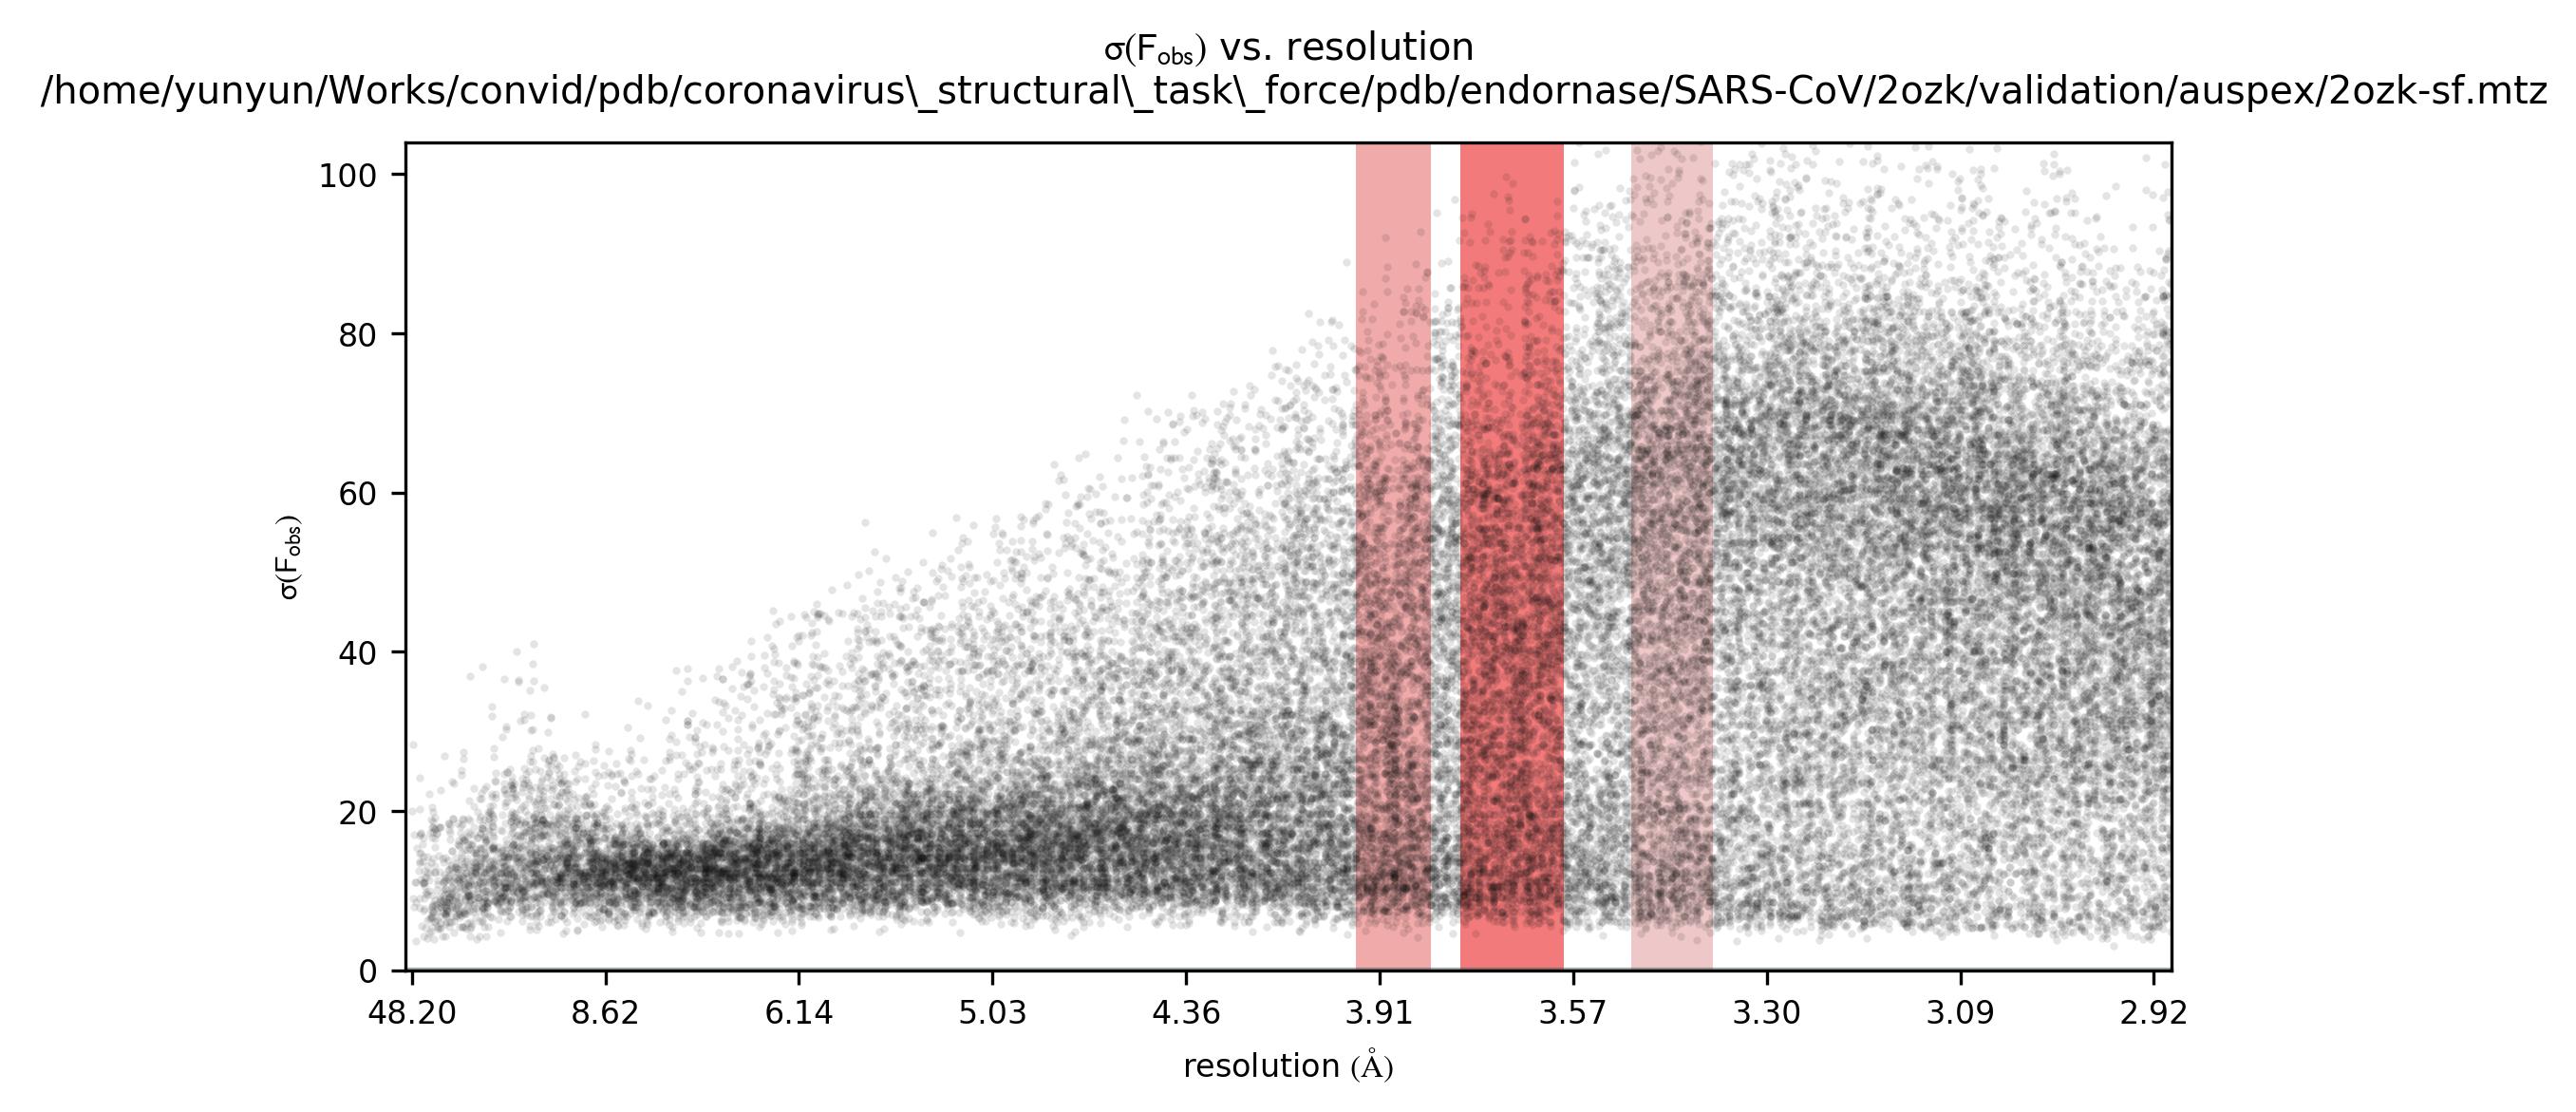 σ(Fobs) vs. resolution
/home/yunyun/Works/convid/pdb/coronavirus\_structural\_task\_force/pdb/endornase/SARS-CoV/2ozk/validation/auspex/2ozk-sf.mtz
100
80
60
40
20
0
σ(Fobs)
48.20 8.62 6.14 5.03 4.36 3.91 3.57 3.30 3.09 2.92
resolution (Å)